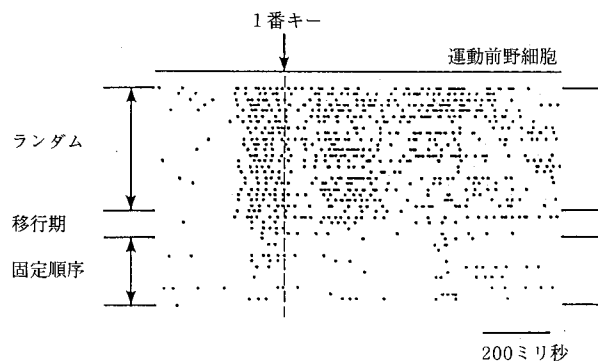 1番キー
運動前野細胞
ランダム
移行期
固定順序
200ミリ秒